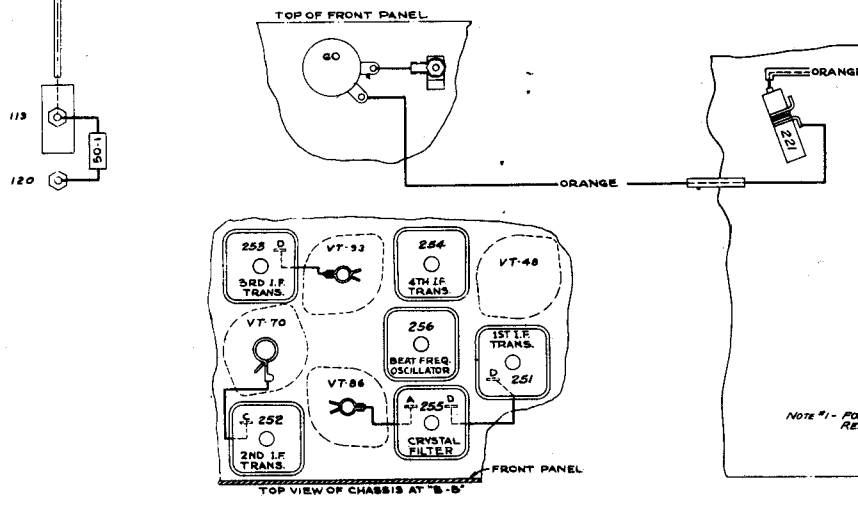 TOP OF FRONT PANEL
GO
ORANGE
221
113
50-1
120
ORANGE
253 D
3RD I.F.
TRANS.
VT-93
254
4TH I.F.
TRANS.
VT-48
VT-70
256
BEAT FREQ.
OSCILLATOR
1ST I.F.
TRANS.
D
251
VT-86
C 252
2ND I.F.
TRANS.
A 255 D
CRYSTAL
FILTER
FRONT PANEL
TOP VIEW OF CHASSIS AT "B-B"
NOTE #1-